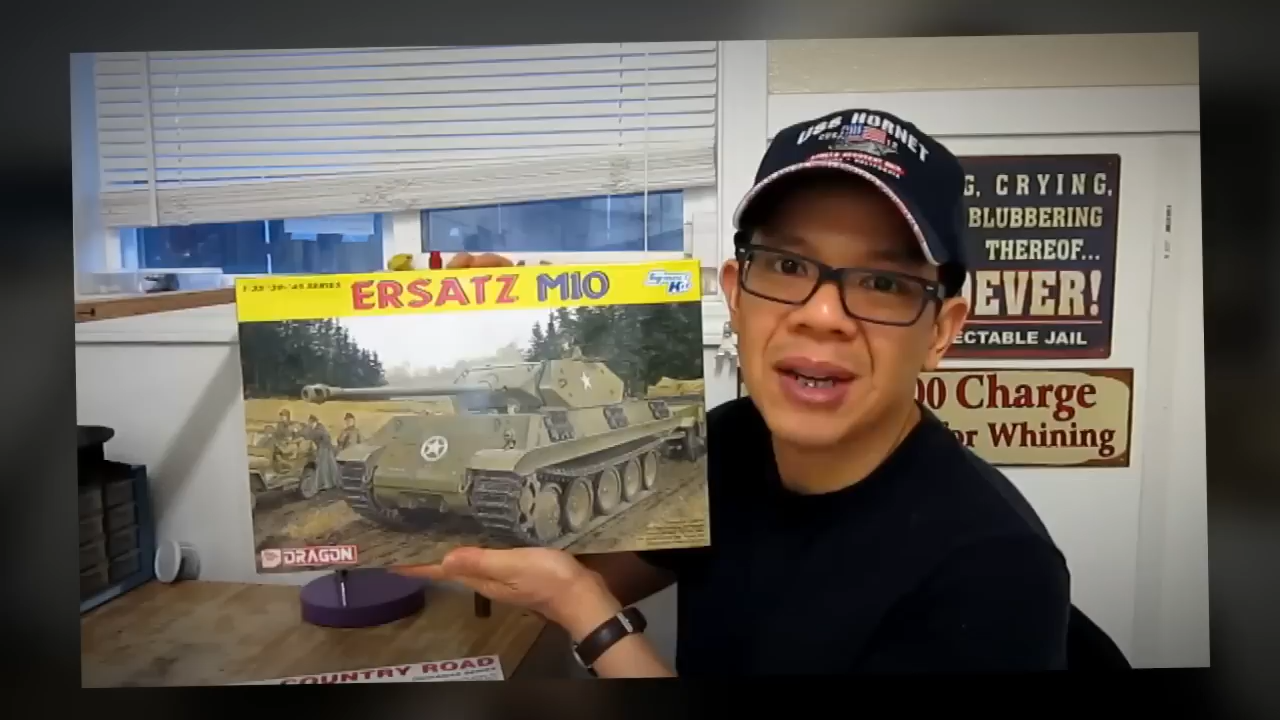 USS HORNET
G, CRYING,
BLUBBERING
THEREOF...
EVER!
ECTABLE JAIL
1:35 '39-'45 SERIES
ERSATZ M10
DRAGON
00 Charge
or Whining
COUNTRY ROAD